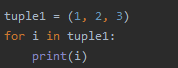 tuple1 = (1, 2, 3)
for i in tuple1:
    print(i)